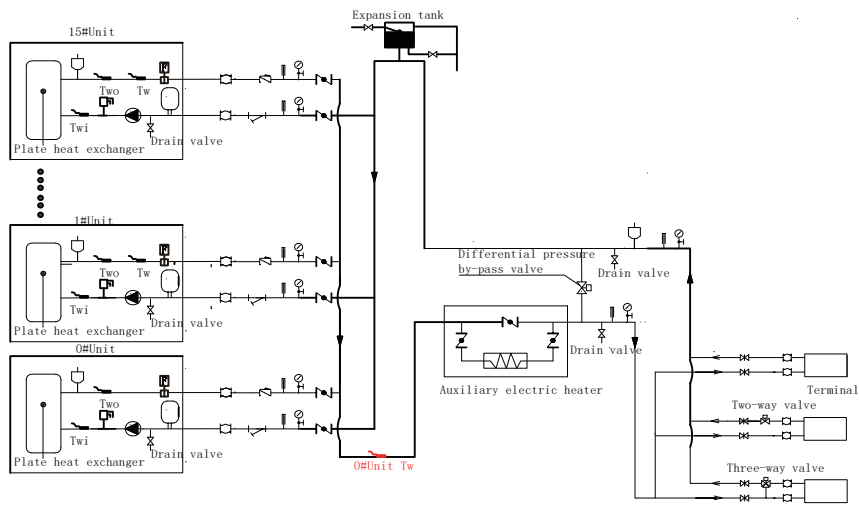 Expansion tank
15#Unit
Two
Tw
Twi
Drain valve
Plate heat exchanger
1#Unit
Two
Tw
Twi
Drain valve
Plate heat exchanger
Differential pressure
by-pass valve
Drain valve
0#Unit
Two
Twi
Drain valve
Plate heat exchanger
Drain valve
Auxiliary electric heater
Terminal
Two-way valve
Three-way valve
0#Unit Tw